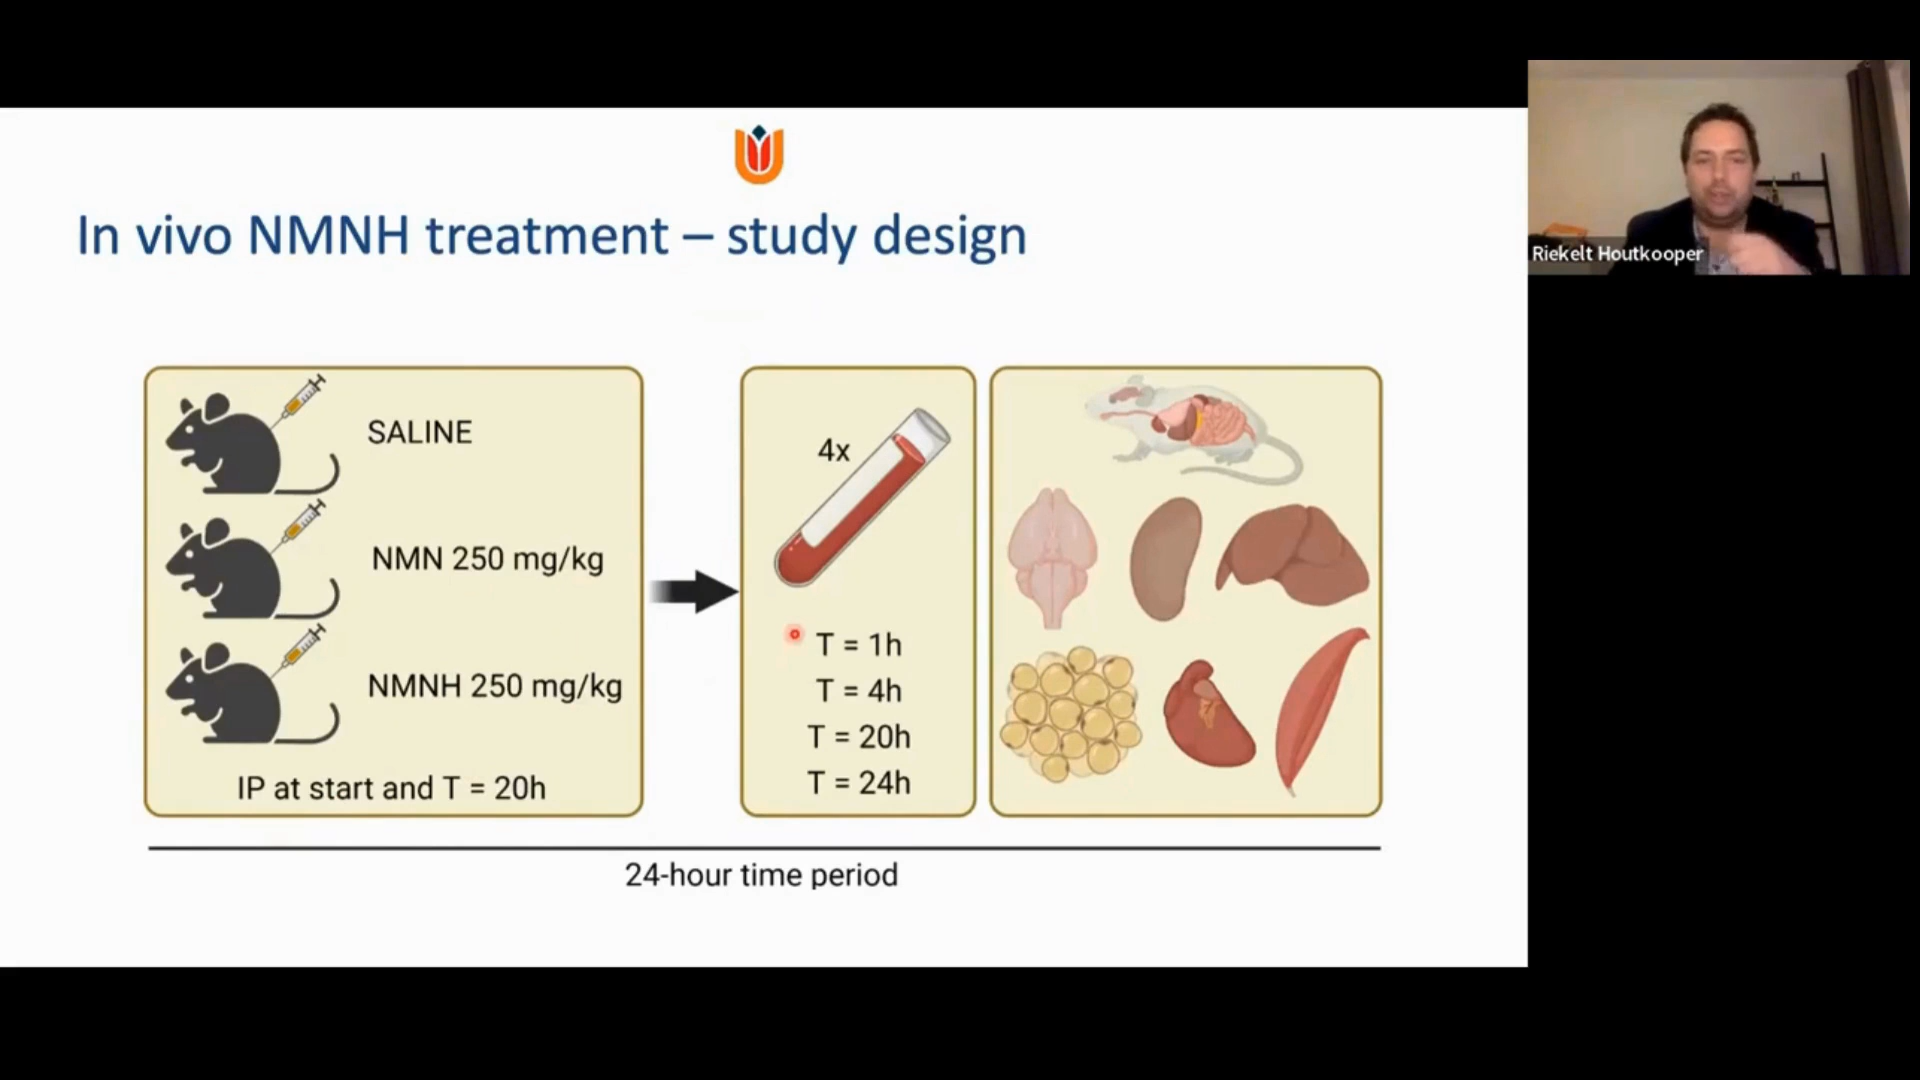 In vivo NMNH treatment – study design
Riekelt Houtkooper
SALINE
NMN 250 mg/kg
NMNH 250 mg/kg
IP at start and T = 20h
4x
T = 1h
T = 4h
T = 20h
T = 24h
24-hour time period